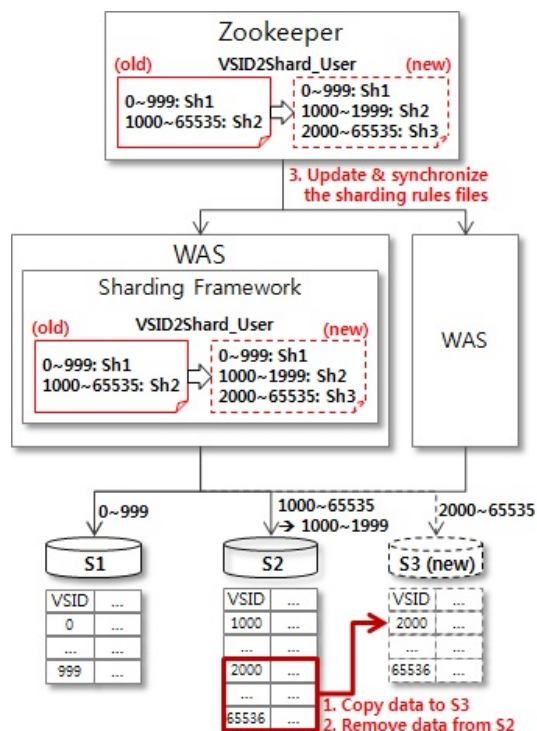 Zookeeper
(old) VSID2Shard_User (new)
0~999: Sh1
1000~65535: Sh2
0~999: Sh1
1000~1999: Sh2
2000~65535: Sh3
3. Update & synchronize
the sharding rules files
WAS
Sharding Framework
(old) VSID2Shard_User (new)
0~999: Sh1
1000~65535: Sh2
0~999: Sh1
1000~1999: Sh2
2000~65535: Sh3
WAS
0~999
1000~65535
→ 1000~1999
2000~65535
S1
S2
S3 (new)
VSID ...
0 ...
... ...
999 ...
VSID ...
1000 ...
... ...
2000 ...
... ...
65536 ...
VSID ...
2000 ...
... ...
65536 ...
1. Copy data to S3
2. Remove data from S2